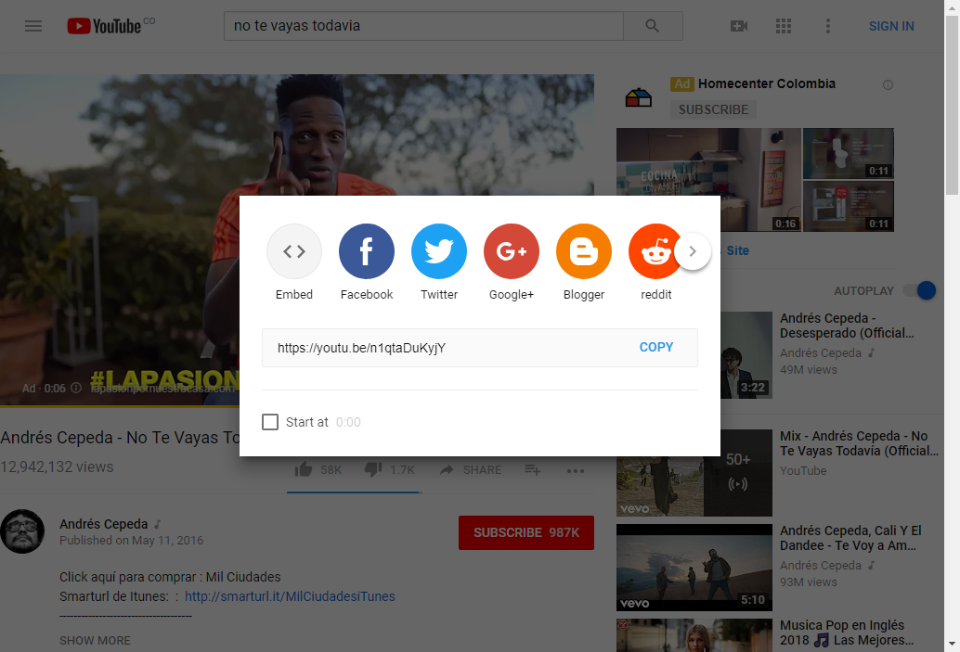 YouTube CO
no te vayas todavia
SIGN IN
Ad Homecenter Colombia
SUBSCRIBE
0:16
0:11
0:11
Site
Embed
Facebook
Twitter
Google+
Blogger
reddit
https://youtu.be/n1qtaDuKyjY
COPY
Start at 0:00
Ad · 0:06
#LAPASION
AUTOPLAY
Andrés Cepeda - No Te Vayas To
12,942,132 views
58K
1.7K
SHARE
Andrés Cepeda
Published on May 11, 2016
SUBSCRIBE 987K
Click aquí para comprar : Mil Ciudades
Smarturl de Itunes: : http://smarturl.it/MilCiudadesiTunes
SHOW MORE
Andrés Cepeda -
Desesperado (Official...
Andrés Cepeda
49M views
3:22
Mix - Andrés Cepeda - No
Te Vayas Todavía (Official...
YouTube
50+
vevo
Andrés Cepeda, Cali Y El
Dandee - Te Voy a Am...
Andrés Cepeda
93M views
vevo
5:10
Musica Pop en Inglés
2018 🎵 Las Mejores...